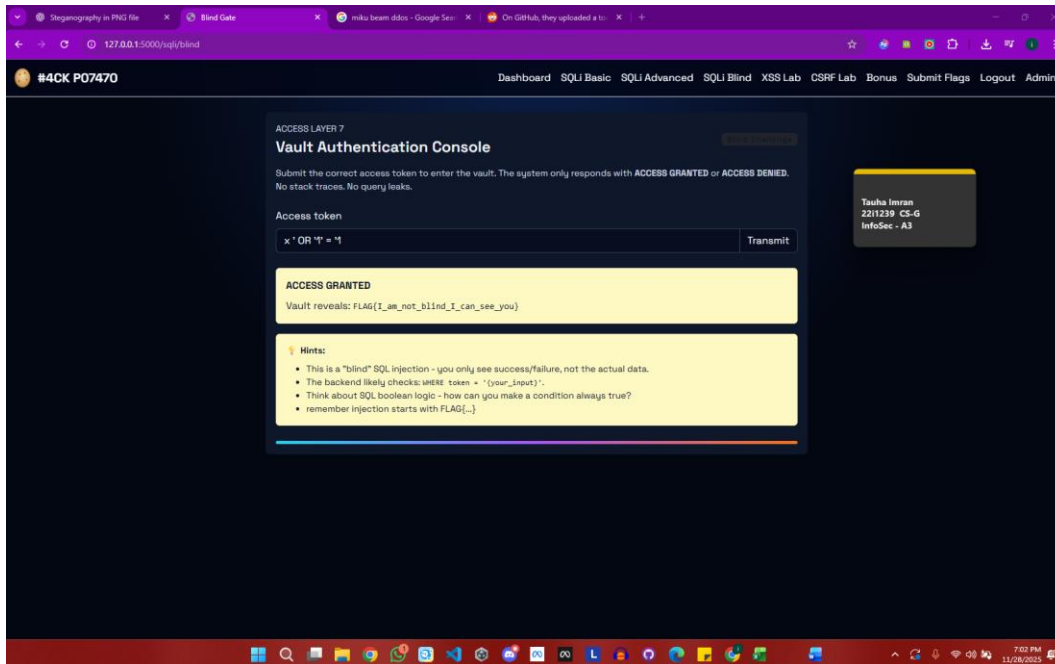 Steganography in PNG file
Blind Gate
miku beam ddos - Google Sear
On GitHub, they uploaded a to
127.0.0.1:5000/sqli/blind
#4CK P07470
Dashboard SQLi Basic SQLi Advanced SQLi Blind XSS Lab CSRF Lab Bonus Submit Flags Logout Admin
ACCESS LAYER 7
Vault Authentication Console
Submit the correct access token to enter the vault. The system only responds with ACCESS GRANTED or ACCESS DENIED.
No stack traces. No query leaks.
Access token
x ' OR '1' = '1
Transmit
ACCESS GRANTED
Vault reveals: FLAG{I_am_not_blind_I_can_see_you}
Hints:
• This is a "blind" SQL injection - you only see success/failure, not the actual data.
• The backend likely checks: WHERE token = '{your_input}'.
• Think about SQL boolean logic - how can you make a condition always true?
• remember injection starts with FLAG{...}
Tauha Imran
22i1239 CS-G
InfoSec - A3
7:02 PM
11/28/2025